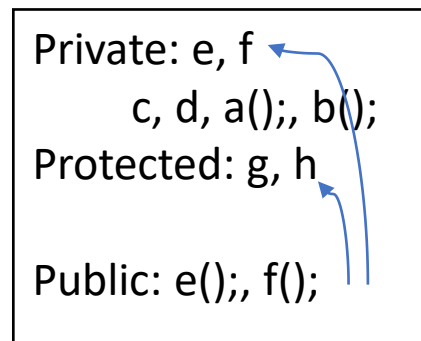 Private: e, f
c, d, a();, b();
Protected: g, h
Public: e();, f();